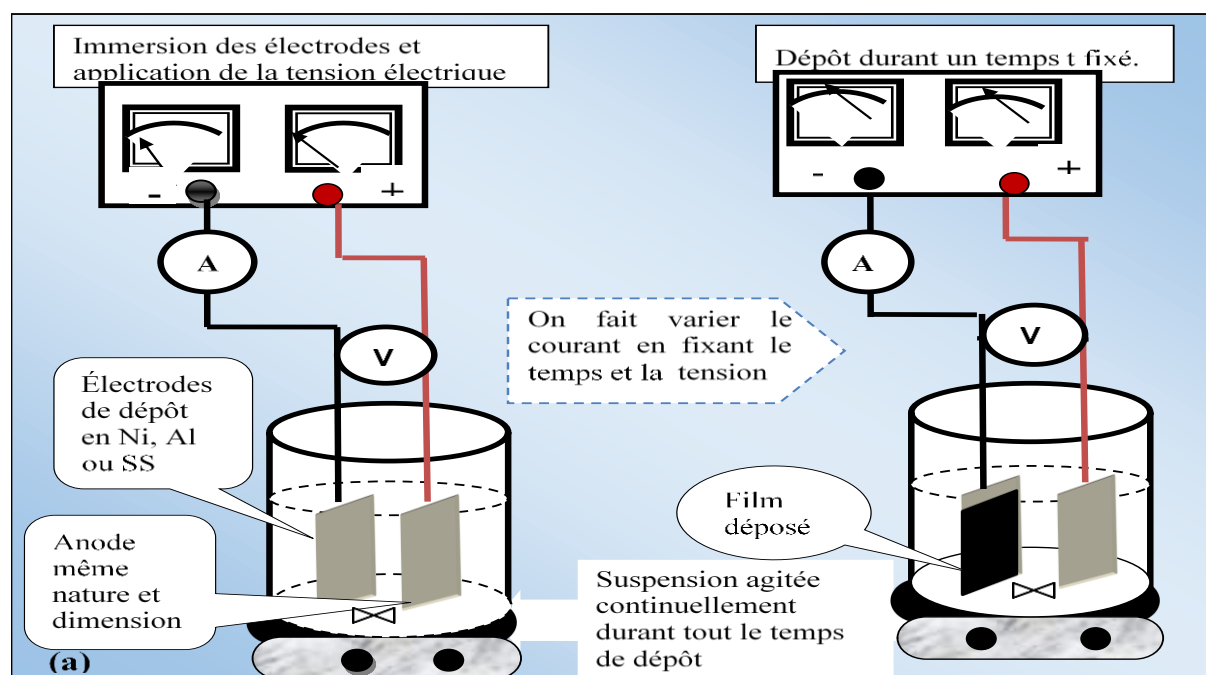 Immersion des électrodes et
application de la tension électrique
Dépôt durant un temps t fixé.
- +
- +
A
A
V
V
On fait varier le
courant en fixant le
temps et la tension
Électrodes
de dépôt
en Ni, Al
ou SS
Film
déposé
Anode
même
nature et
dimension
Suspension agitée
continuellement
durant tout le temps
de dépôt
(a)